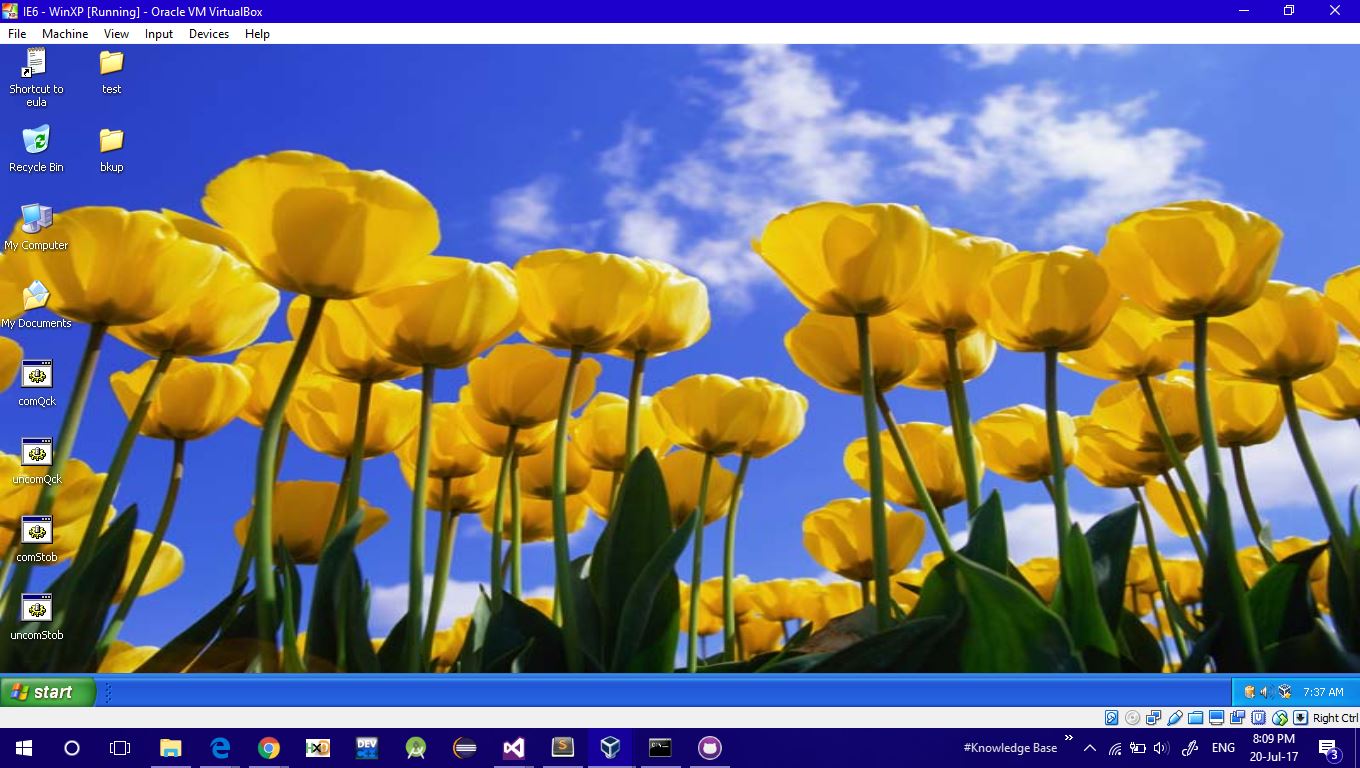 IE6 - WinXP [Running] - Oracle VM VirtualBox
File Machine View Input Devices Help
Shortcut to
eula
test
Recycle Bin
bkup
My Computer
My Documents
comQck
uncomQck
comStob
uncomStob
start
7:37 AM
Right Ctrl
HXD
DEV
C++
S
C:\_
#Knowledge Base
ENG
8:09 PM
20-Jul-17
3